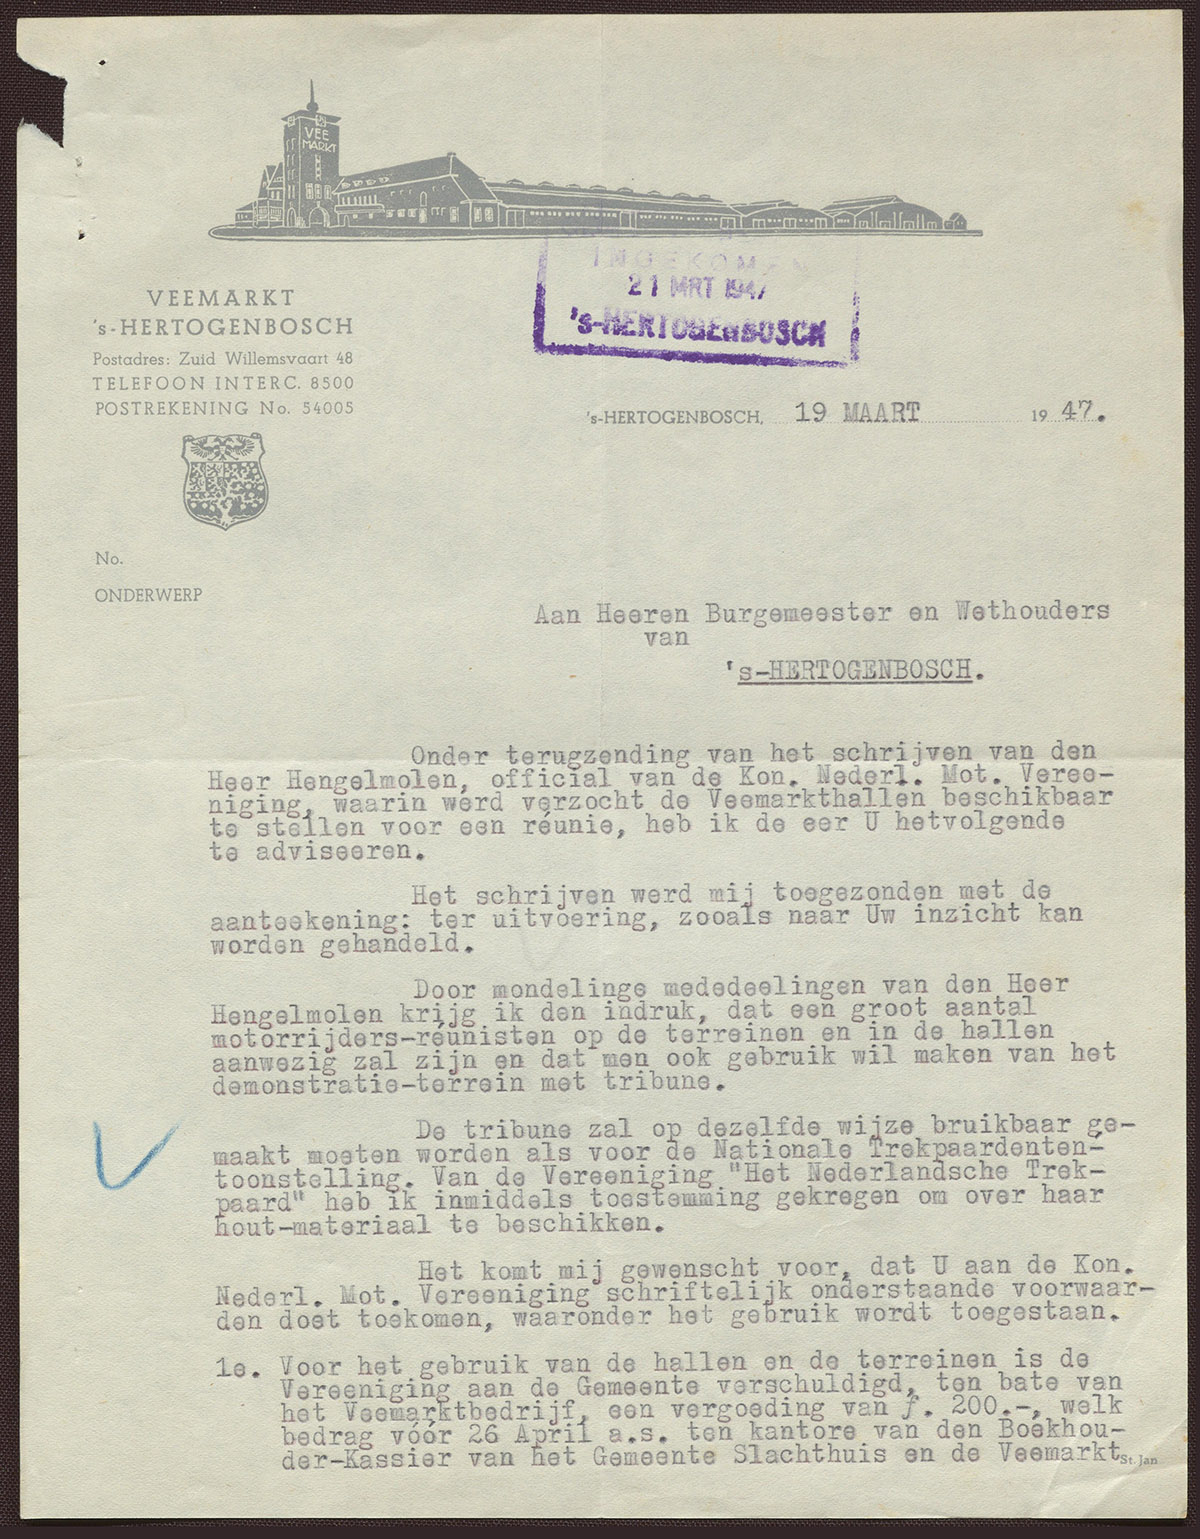 VEE
MARKT
INGEKOMEN
21 MRT 1947
's-HERTOGENBOSCH
VEEMARKT
's-HERTOGENBOSCH
Postadres: Zuid Willemsvaart 48
TELEFOON INTERC. 8500
POSTREKENING No. 54005
's-HERTOGENBOSCH, 19 MAART 1947.
No.
ONDERWERP
Aan Heeren Burgemeester en Wethouders
van
's-HERTOGENBOSCH.
Onder terugzending van het schrijven van den
Heer Hengelmolen, official van de Kon. Nederl. Mot. Veree-
niging, waarin werd verzocht de Veemarkthallen beschikbaar
te stellen voor een réunie, heb ik de eer U hetvolgende
te adviseeren.
Het schrijven werd mij toegezonden met de
aanteekening: ter uitvoering, zooals naar Uw inzicht kan
worden gehandeld.
Door mondelinge mededeelingen van den Heer
Hengelmolen krijg ik den indruk, dat een groot aantal
motorrijders-réunisten op de terreinen en in de hallen
aanwezig zal zijn en dat men ook gebruik wil maken van het
demonstratie-terrein met tribune.
De tribune zal op dezelfde wijze bruikbaar ge-
maakt moeten worden als voor de Nationale Trekpaardenten-
toonstelling. Van de Vereeniging "Het Nederlandsche Trek-
paard" heb ik inmiddels toestemming gekregen om over haar
hout-materiaal te beschikken.
Het komt mij gewenscht voor, dat U aan de Kon.
Nederl. Mot. Vereeniging schriftelijk onderstaande voorwaar-
den doet toekomen, waaronder het gebruik wordt toegestaan.
1e. Voor het gebruik van de hallen en de terreinen is de
Vereeniging aan de Gemeente verschuldigd, ten bate van
het Veemarktbedrijf, een vergoeding van ƒ. 200.-, welk
bedrag vóór 26 April a.s. ten kantore van den Boekhou-
der-Kassier van het Gemeente Slachthuis en de Veemarkt
St. Jan